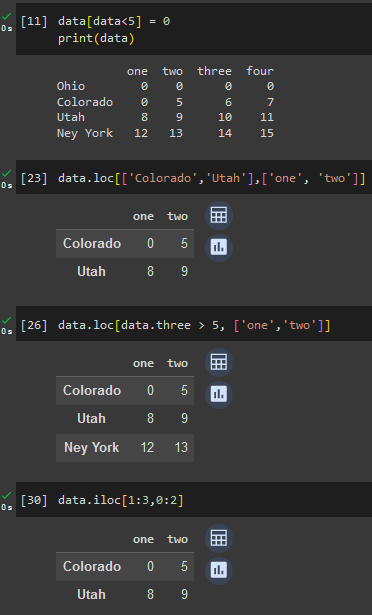 [11] data[data<5] = 0
print(data)
one two three four
Ohio 0 0 0 0
Colorado 0 5 6 7
Utah 8 9 10 11
Ney York 12 13 14 15
0s
[23] data.loc[['Colorado','Utah'],['one', 'two']]
0s
one two
Colorado 0 5
Utah 8 9
[26] data.loc[data.three > 5, ['one','two']]
0s
one two
Colorado 0 5
Utah 8 9
Ney York 12 13
[30] data.iloc[1:3,0:2]
0s
one two
Colorado 0 5
Utah 8 9